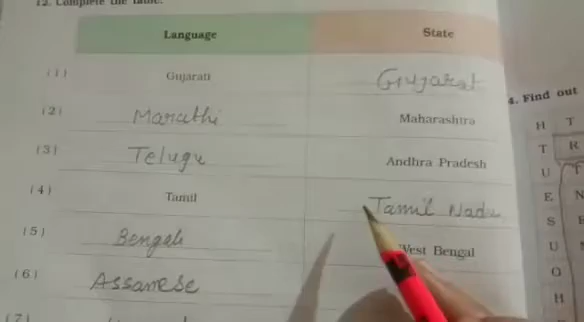 12. Complete the table.
Language State
(1) Gujarati Gujarat
(2) Marathi Maharashtra
(3) Telugu Andhra Pradesh
(4) Tamil Tamil Nadu
(5) Bengali West Bengal
(6) Assamese
(7)
4. Find out
H T
T R
U T
E N
S
U
O
H